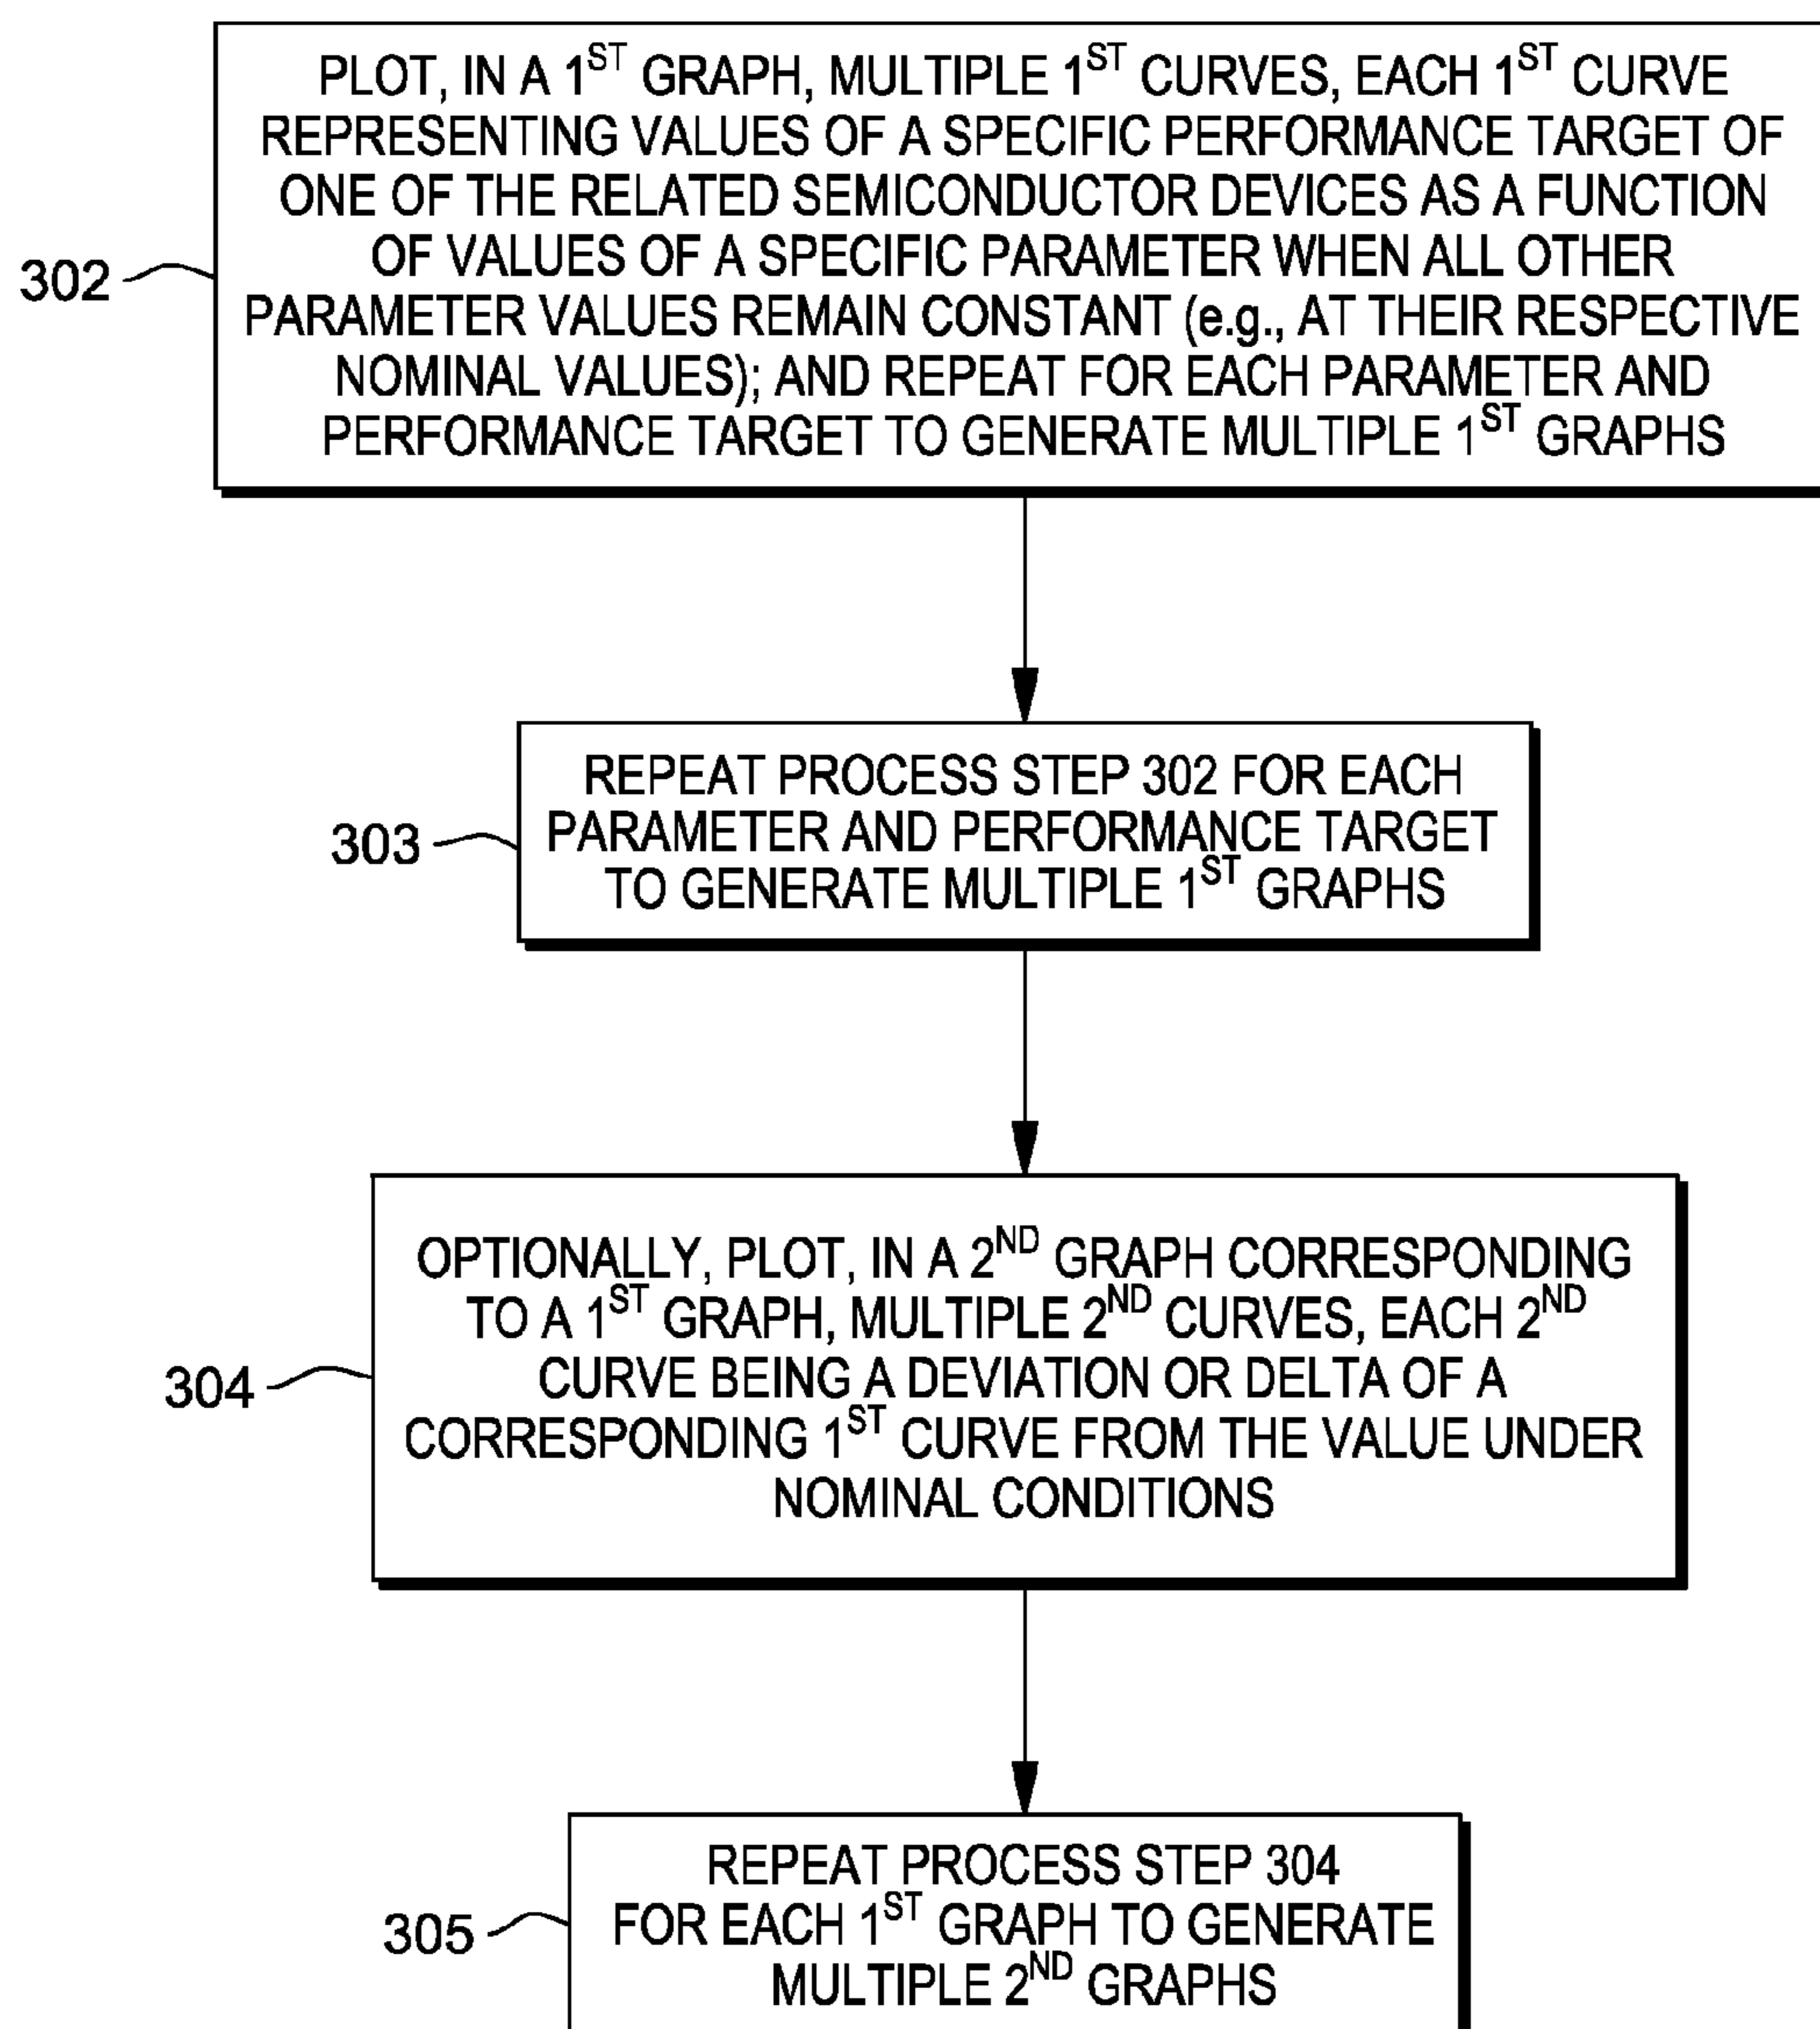 PLOT, IN A 1ST GRAPH, MULTIPLE 1ST CURVES, EACH 1ST CURVE
REPRESENTING VALUES OF A SPECIFIC PERFORMANCE TARGET OF
ONE OF THE RELATED SEMICONDUCTOR DEVICES AS A FUNCTION
OF VALUES OF A SPECIFIC PARAMETER WHEN ALL OTHER
PARAMETER VALUES REMAIN CONSTANT (e.g., AT THEIR RESPECTIVE
NOMINAL VALUES); AND REPEAT FOR EACH PARAMETER AND
PERFORMANCE TARGET TO GENERATE MULTIPLE 1ST GRAPHS
302
REPEAT PROCESS STEP 302 FOR EACH
PARAMETER AND PERFORMANCE TARGET
TO GENERATE MULTIPLE 1ST GRAPHS
303
OPTIONALLY, PLOT, IN A 2ND GRAPH CORRESPONDING
TO A 1ST GRAPH, MULTIPLE 2ND CURVES, EACH 2ND
CURVE BEING A DEVIATION OR DELTA OF A
CORRESPONDING 1ST CURVE FROM THE VALUE UNDER
NOMINAL CONDITIONS
304
REPEAT PROCESS STEP 304
FOR EACH 1ST GRAPH TO GENERATE
MULTIPLE 2ND GRAPHS
305